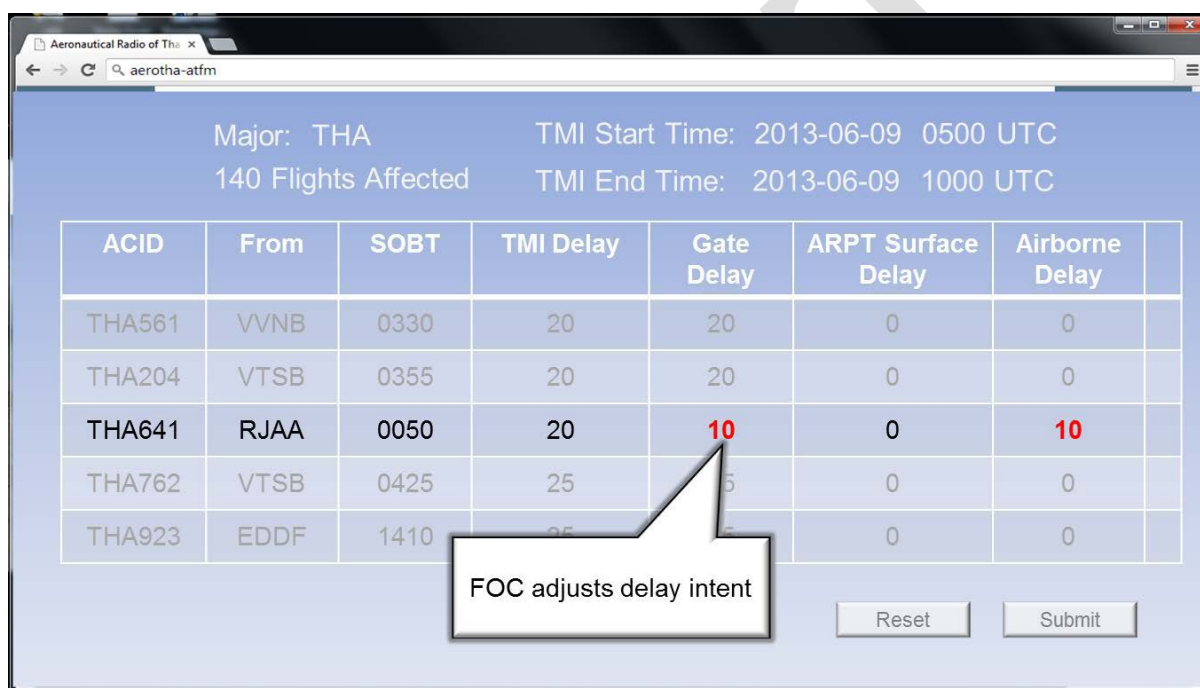 Aeronautical Radio of Tha
aerotha-atfm
Major: THA
TMI Start Time: 2013-06-09 0500 UTC
140 Flights Affected
TMI End Time: 2013-06-09 1000 UTC
ACID From SOBT TMI Delay Gate Delay ARPT Surface Delay Airborne Delay
THA561 VVNB 0330 20 20 0 0
THA204 VTSB 0355 20 20 0 0
THA641 RJAA 0050 20 10 0 10
THA762 VTSB 0425 25 0 0
THA923 EDDF 1410 0 0
FOC adjusts delay intent
Reset Submit